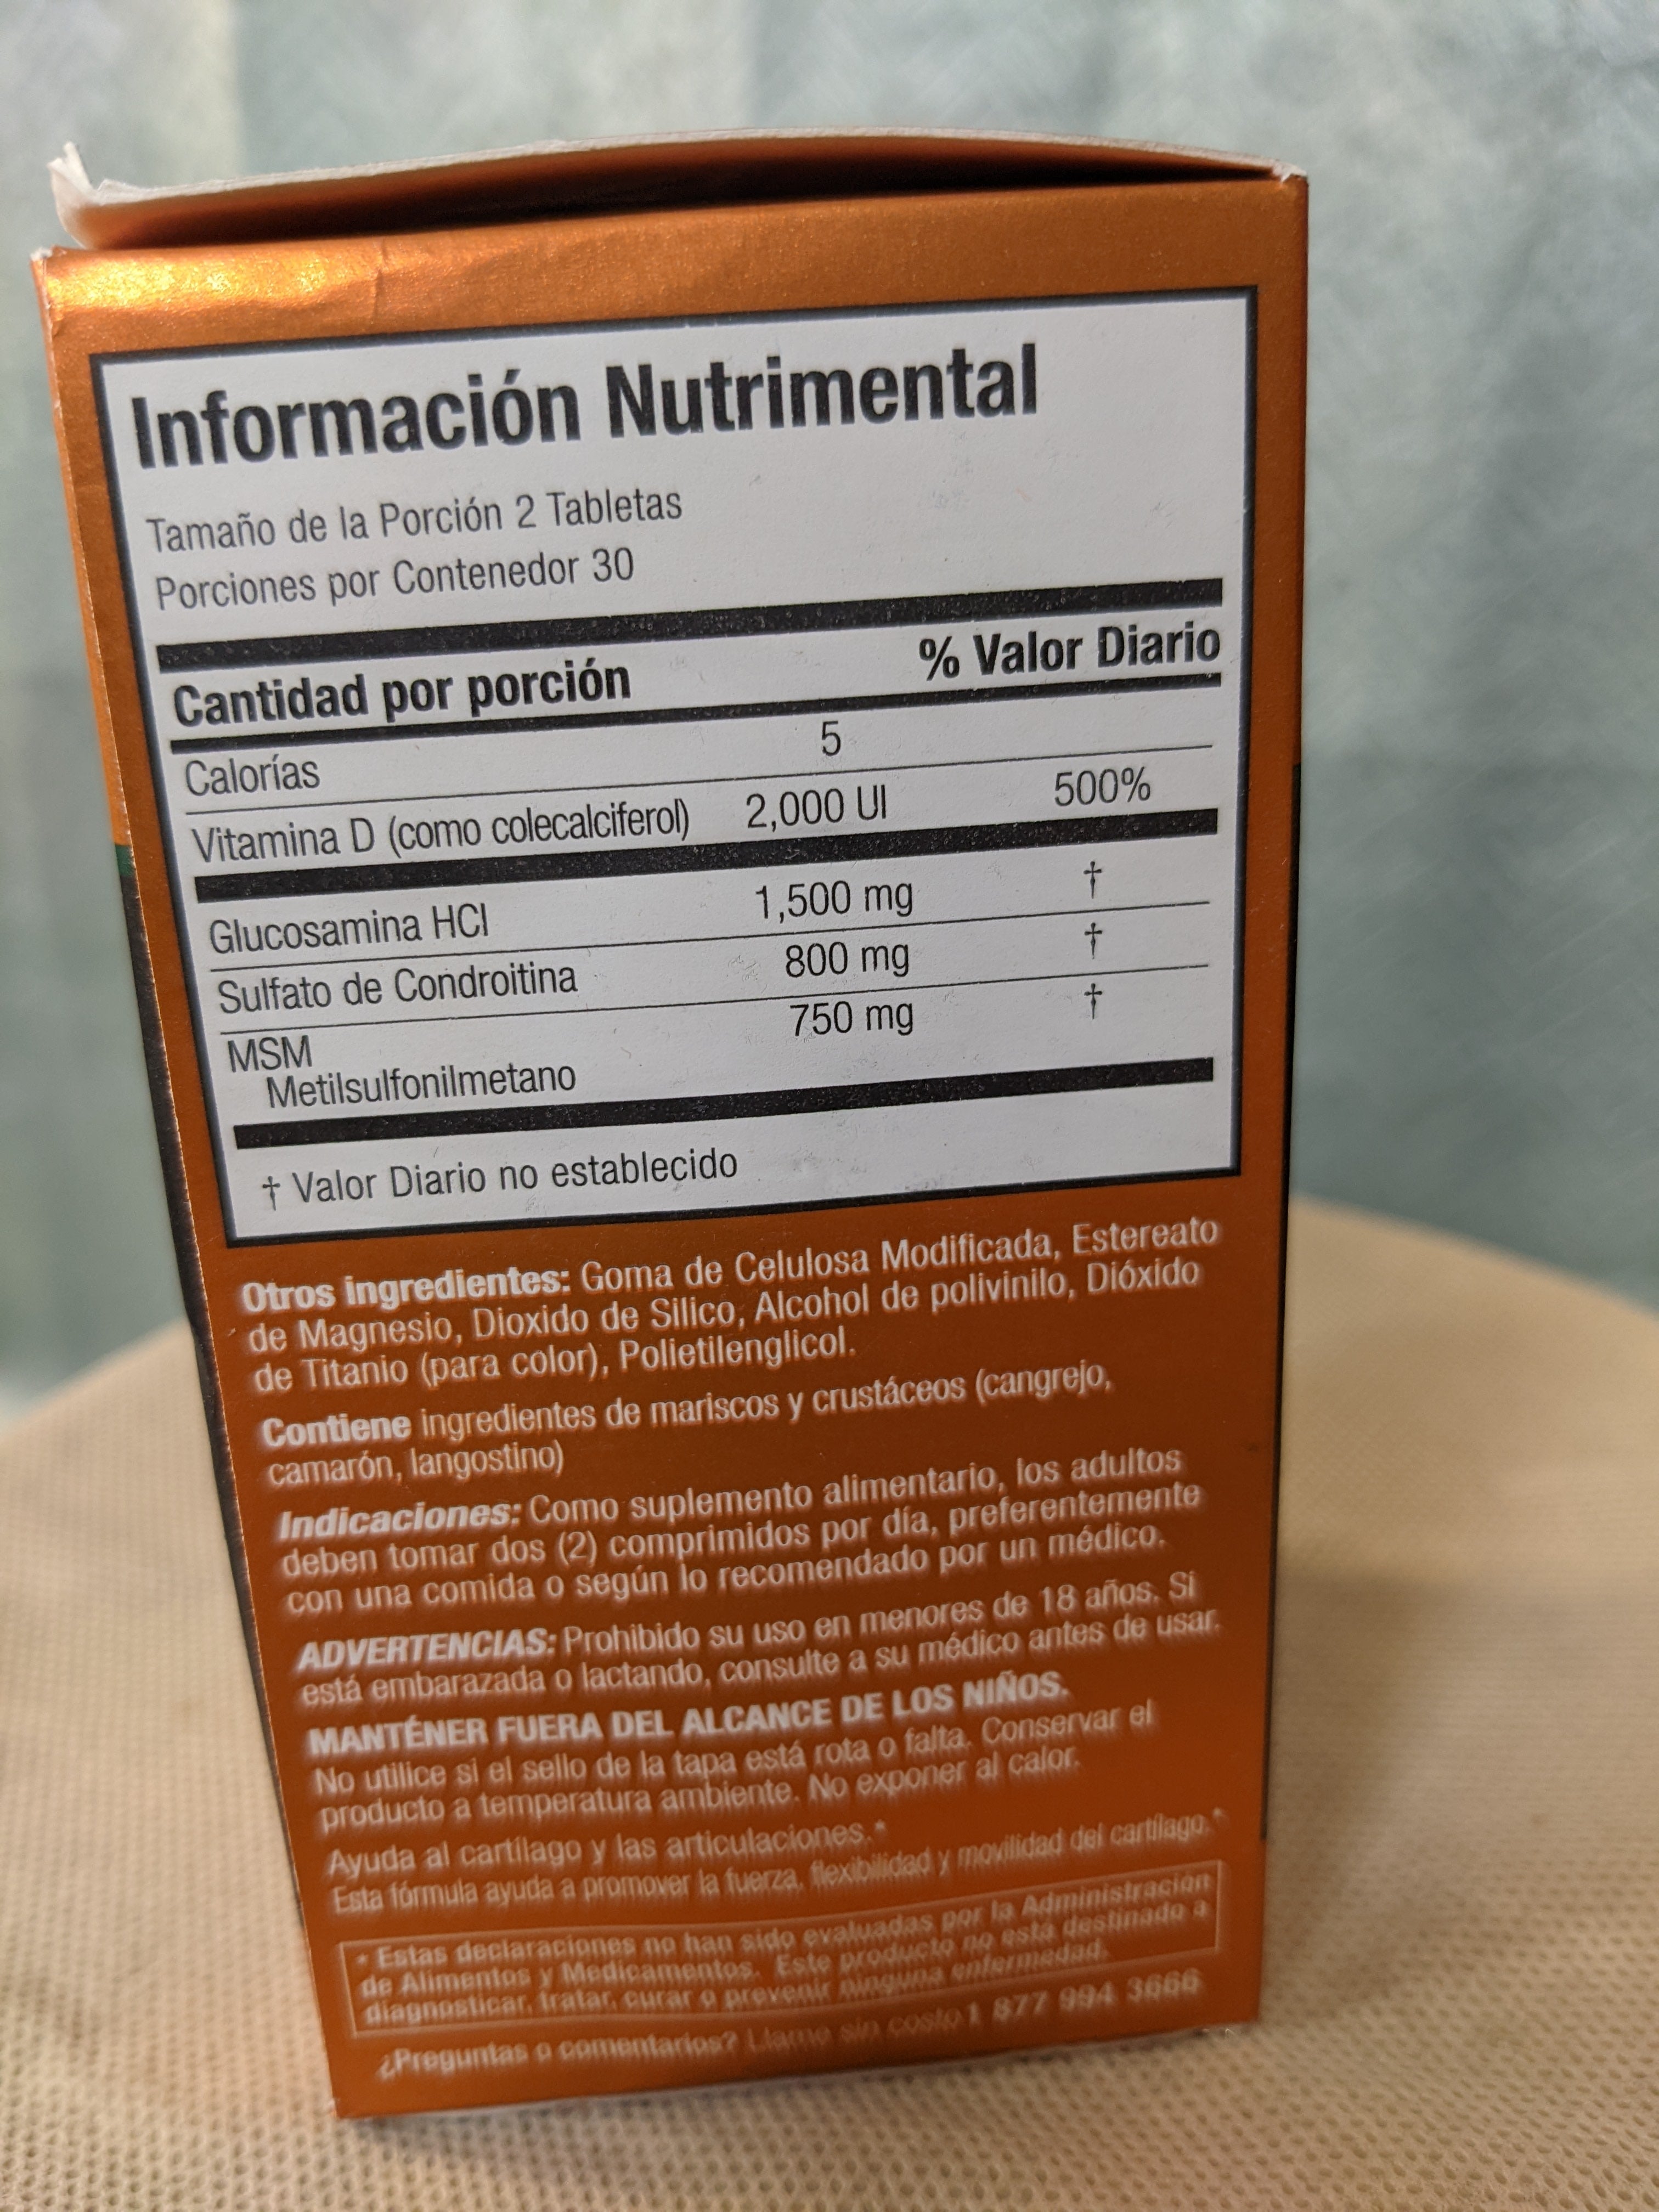 Información Nutrimental
Tamaño de la Porción 2 Tabletas
Porciones por Contenedor 30
Cantidad por porción % Valor Diario
Calorías 5
Vitamina D (como colecalciferol) 2,000 UI 500%
Glucosamina HCl 1,500 mg †
Sulfato de Condroitina 800 mg †
MSM 750 mg †
Metilsulfonilmetano
† Valor Diario no establecido
Otros ingredientes: Goma de Celulosa Modificada, Estereato
de Magnesio, Dioxido de Silico, Alcohol de polivinilo, Dióxido
de Titanio (para color), Polietilenglicol.
Contiene ingredientes de mariscos y crustáceos (cangrejo,
camarón, langostino)
Indicaciones: Como suplemento alimentario, los adultos
deben tomar dos (2) comprimidos por día, preferentemente
con una comida o según lo recomendado por un médico.
ADVERTENCIAS: Prohibido su uso en menores de 18 años. Si
está embarazada o lactando, consulte a su médico antes de usar.
MANTÉNER FUERA DEL ALCANCE DE LOS NIÑOS.
No utilice si el sello de la tapa está rota o falta. Conservar el
producto a temperatura ambiente. No exponer al calor.
Ayuda al cartílago y las articulaciones.*
Esta fórmula ayuda a promover la fuerza, flexibilidad y movilidad del cartílago.*
* Estas declaraciones no han sido evaluadas por la Administración
de Alimentos y Medicamentos. Este producto no está destinado a
diagnosticar, tratar, curar o prevenir ninguna enfermedad.
¿Preguntas o comentarios? Llame sin costo 1 877 994 3666